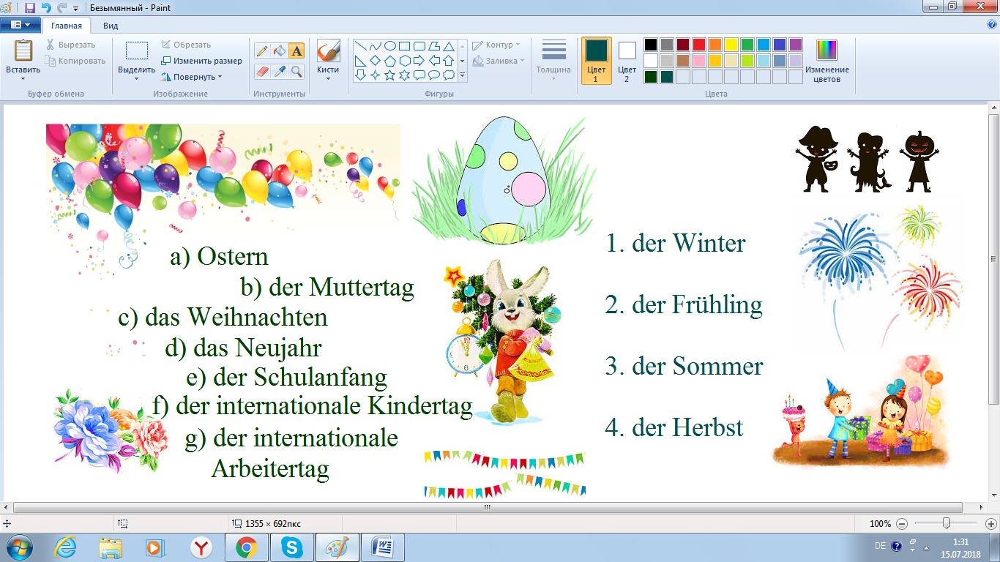 Безымянный - Paint
Главная
Вид
Вставить
Вырезать
Копировать
Буфер обмена
Выделить
Обрезать
Изменить размер
Повернуть
Изображение
A
Инструменты
Кисти
Контур
Заливка
Фигуры
Толщина
Цвет
1
Цвет
2
Изменение
цветов
Цвета
a) Ostern
b) der Muttertag
c) das Weihnachten
d) das Neujahr
e) der Schulanfang
f) der internationale Kindertag
g) der internationale
Arbeitertag
1. der Winter
2. der Frühling
3. der Sommer
4. der Herbst
1355 × 692пкс
100%
DE
1:31
15.07.2018